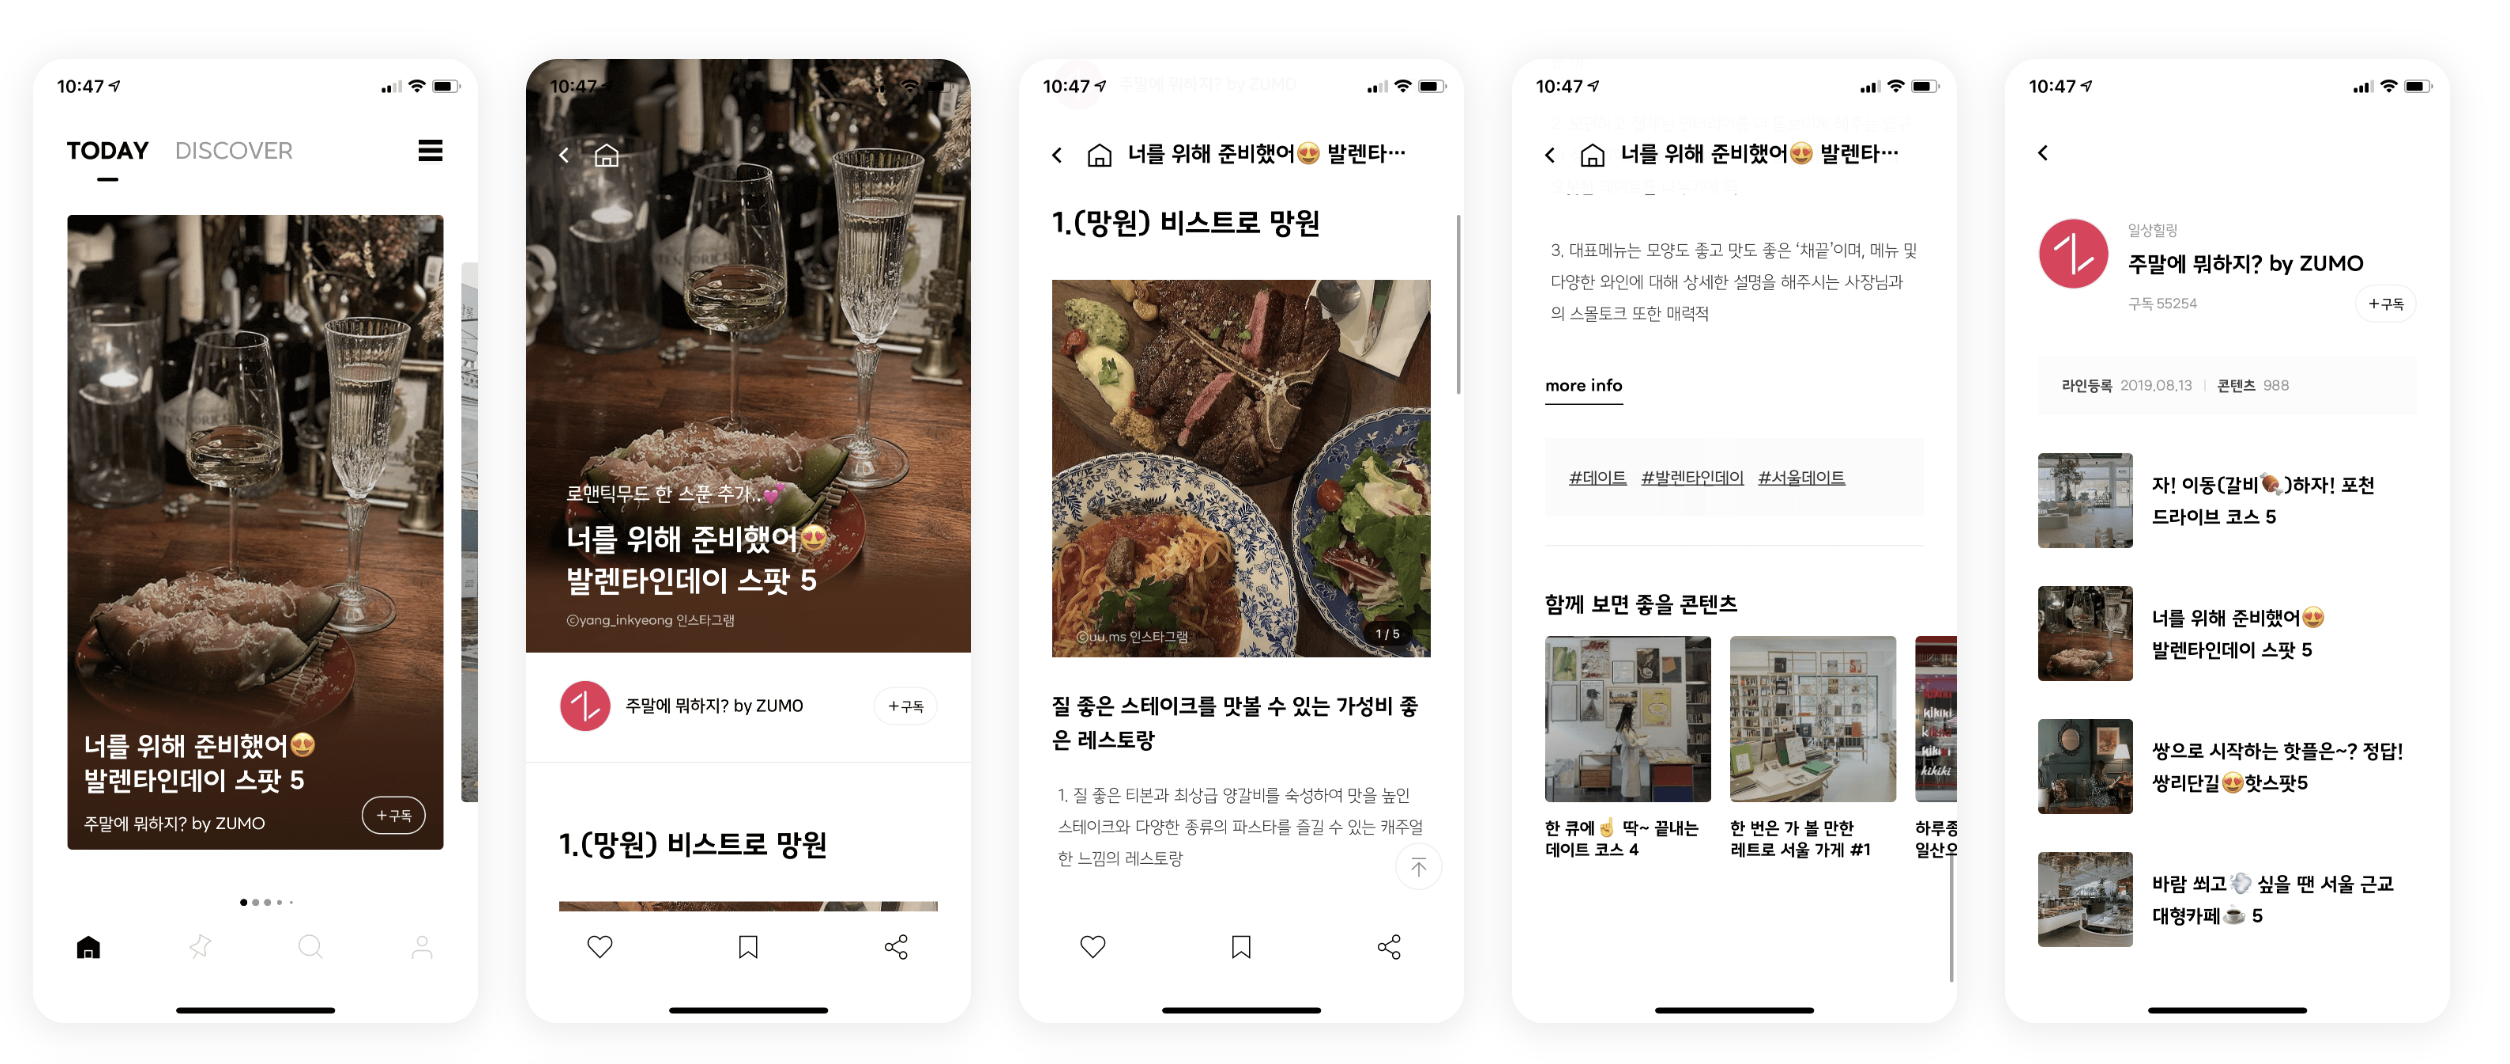 10:47
TODAY DISCOVER
너를 위해 준비했어😍
발렌타인데이 스팟 5
주말에 뭐하지? by ZUMO
+구독
10:47
로맨틱무드 한 스푼 추가..💕
너를 위해 준비했어😍
발렌타인데이 스팟 5
ⓒyang_inkyeong 인스타그램
주말에 뭐하지? by ZUMO
+구독
1.(망원) 비스트로 망원
10:47
주말에 뭐하지? by ZUMO
너를 위해 준비했어😍 발렌타…
1.(망원) 비스트로 망원
ⓒuu.ms 인스타그램
1 / 5
질 좋은 스테이크를 맛볼 수 있는 가성비 좋
은 레스토랑
1. 질 좋은 티본과 최상급 양갈비를 숙성하여 맛을 높인
스테이크와 다양한 종류의 파스타를 즐길 수 있는 캐주얼
한 느낌의 레스토랑
10:47
너를 위해 준비했어😍 발렌타…
3. 대표메뉴는 모양도 좋고 맛도 좋은 ‘채끝’이며, 메뉴 및
다양한 와인에 대해 상세한 설명을 해주시는 사장님과
의 스몰토크 또한 매력적
more info
#데이트 #발렌타인데이 #서울데이트
함께 보면 좋을 콘텐츠
한 큐에☝️ 딱~ 끝내는
데이트 코스 4
한 번은 가 볼 만한
레트로 서울 가게 #1
kikiki
kikiki
하루종
일산으
10:47
일상힐링
주말에 뭐하지? by ZUMO
구독 55254
+구독
라인등록 2019.08.13 | 콘텐츠 988
자! 이동(갈비🍖)하자! 포천
드라이브 코스 5
너를 위해 준비했어😍
발렌타인데이 스팟 5
쌍으로 시작하는 핫플은~? 정답!
쌍리단길😍핫스팟5
바람 쐬고💨 싶을 땐 서울 근교
대형카페☕ 5